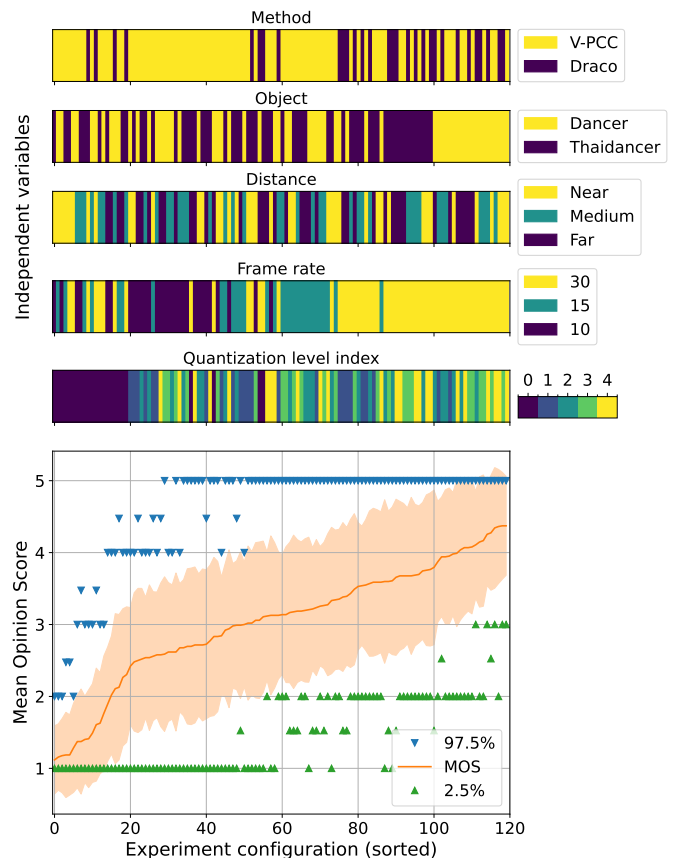 Method
V-PCC
Draco
Object
Dancer
Thaidancer
Independent variables
Distance
Near
Medium
Far
Frame rate
30
15
10
Quantization level index
0 1 2 3 4
5
4
3
2
1
Mean Opinion Score
97.5%
MOS
2.5%
0 20 40 60 80 100 120
Experiment configuration (sorted)